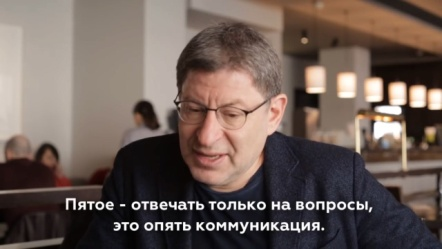 Пятое - отвечать только на вопросы,
это опять коммуникация.